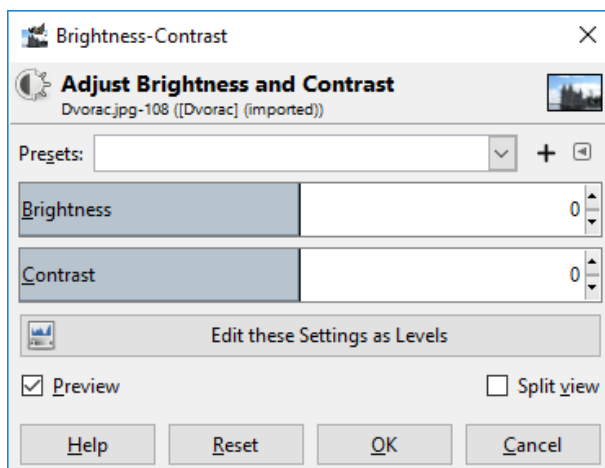 Brightness-Contrast
Adjust Brightness and Contrast
Dvorac.jpg-108 ([Dvorac] (imported))
Presets:
Brightness 0
Contrast 0
Edit these Settings as Levels
Preview Split view
Help Reset OK Cancel